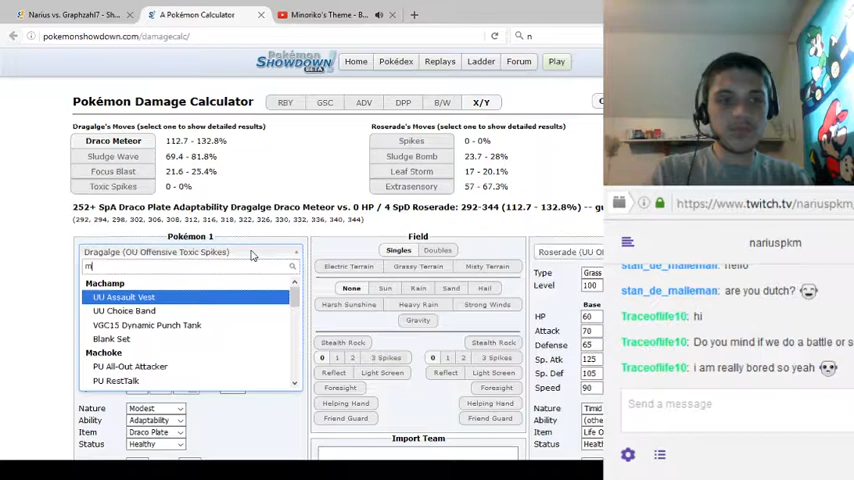 Narius vs. Graphzahl7 - Sh...
A Pokémon Calculator
Minoriko's Theme - B...
pokemonshowdown.com/damagecalc/
n
Pokémon
Showdown!
BETA
Home
Pokédex
Replays
Ladder
Forum
Play
Pokémon Damage Calculator
RBY
GSC
ADV
DPP
B/W
X/Y
Dragalge's Moves (select one to show detailed results)
Draco Meteor 112.7 - 132.8%
Sludge Wave 69.4 - 81.8%
Focus Blast 21.6 - 25.4%
Toxic Spikes 0 - 0%
Roserade's Moves (select one to show detailed results)
Spikes 0 - 0%
Sludge Bomb 23.7 - 28%
Leaf Storm 17 - 20.1%
Extrasensory 57 - 67.3%
252+ SpA Draco Plate Adaptability Dragalge Draco Meteor vs. 0 HP / 4 SpD Roserade: 292-344 (112.7 - 132.8%) -- gu
(292, 294, 298, 302, 306, 308, 312, 316, 318, 322, 326, 330, 332, 336, 340, 344)
Pokémon 1
Dragalge (OU Offensive Toxic Spikes)
m
Machamp
UU Assault Vest
UU Choice Band
VGC15 Dynamic Punch Tank
Blank Set
Machoke
PU All-Out Attacker
PU RestTalk
Nature Modest
Ability Adaptability
Item Draco Plate
Status Healthy
Field
Singles
Doubles
Electric Terrain
Grassy Terrain
Misty Terrain
None
Sun
Rain
Sand
Hail
Harsh Sunshine
Heavy Rain
Strong Winds
Gravity
Stealth Rock
Stealth Rock
0 1 2 3 Spikes
0 1 2 3 Spikes
Reflect
Light Screen
Reflect
Light Screen
Foresight
Foresight
Helping Hand
Helping Hand
Friend Guard
Friend Guard
Import Team
Roserade (UU O
Type Grass
Level 100
Base
HP 60
Attack 70
Defense 65
Sp. Atk 125
Sp. Def 105
Speed 90
Nature Timid
Ability (othe
Item Life O
Status Healt
https://www.twitch.tv/nariuspkm
nariuspkm
stan_de_malleman: hello
stan_de_malleman: are you dutch?
Traceoflife10: hi
Traceoflife10: Do you mind if we do a battle or s
Traceoflife10: i am really bored so yeah
Send a message